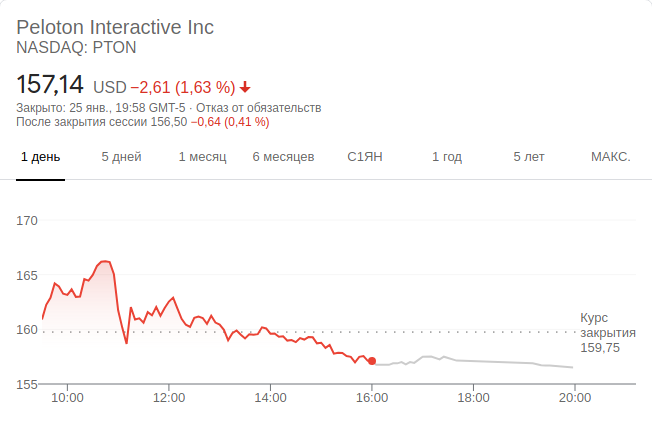 Peloton Interactive Inc
NASDAQ: PTON
157,14 USD −2,61 (1,63 %)
Закрыто: 25 янв., 19:58 GMT-5 · Отказ от обязательств
После закрытия сессии 156,50 −0,64 (0,41 %)
1 день 5 дней 1 месяц 6 месяцев С1ЯН 1 год 5 лет МАКС.
170
165
160
155
Курс
закрытия
159,75
10:00 12:00 14:00 16:00 18:00 20:00